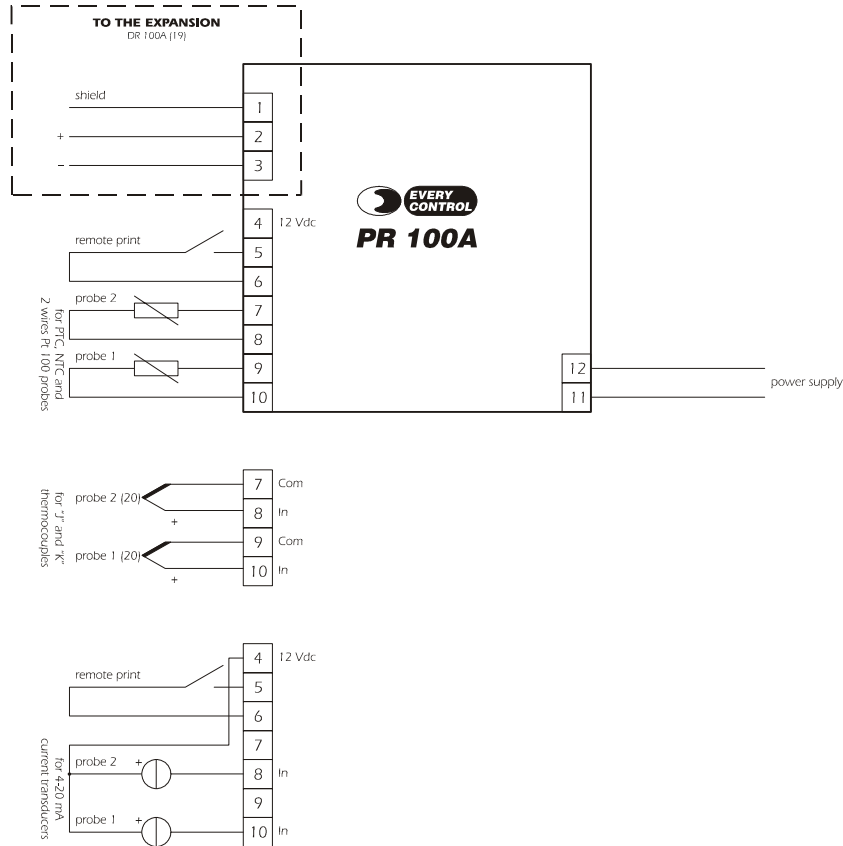 TO THE EXPANSION
DR 100A (19)
shield
1
+
2
–
3
EVERY
CONTROL
PR 100A
4
12 Vdc
remote print
5
6
probe 2
7
8
probe 1
9
10
for PTC, NTC and
2 wires Pt 100 probes
12
11
power supply
7
Com
probe 2 (20)
8
In
+
9
Com
probe 1 (20)
10
In
+
for "J" and "K"
thermocouples
4
12 Vdc
remote print
5
6
7
probe 2
+
8
In
9
probe 1
+
10
In
for 4-20 mA
current transducers